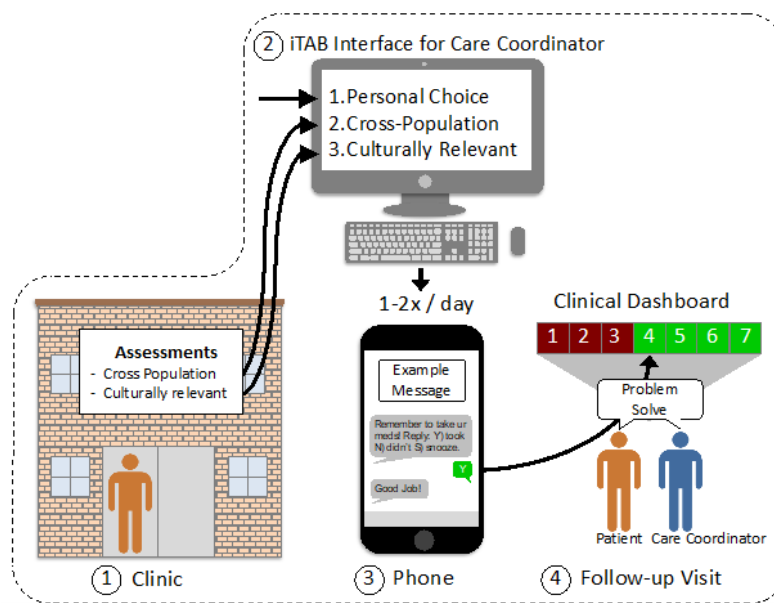 2 iTAB Interface for Care Coordinator
1.Personal Choice
2.Cross-Population
3.Culturally Relevant
1-2x / day
Assessments
- Cross Population
- Culturally relevant
1 Clinic
Example
Message
Remember to take ur
meds! Reply: Y) took
N) didn't S) snooze.
Y
Good Job!
3 Phone
Clinical Dashboard
1 2 3 4 5 6 7
Problem
Solve
Patient Care Coordinator
4 Follow-up Visit